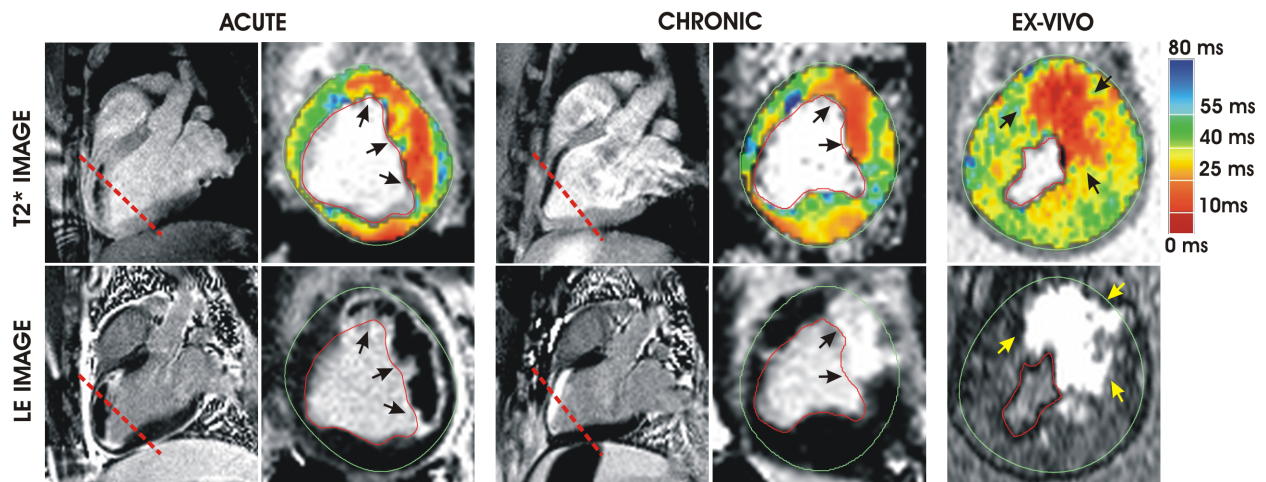 ACUTE
CHRONIC
EX-VIVO
T2* IMAGE
LE IMAGE
80 ms
55 ms
40 ms
25 ms
10ms
0 ms